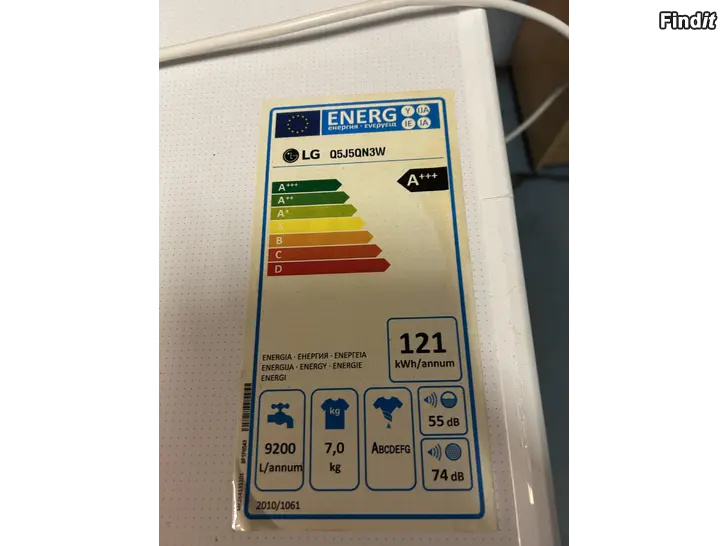 Findit
ENERG Y IJA
енергия · ενεργεια IE IA
LG Q5J5QN3W
A+++
A+++
A++
A+
A
B
C
D
121
kWh/annum
ENERGIA · ЕНЕРГИЯ · ΕΝΕΡΓΕΙΑ
ENERGIJA · ENERGY · ENERGIE
ENERGI
kg
9200
L/annum
7,0
kg
ABCDEFG
55 dB
74 dB
2010/1061